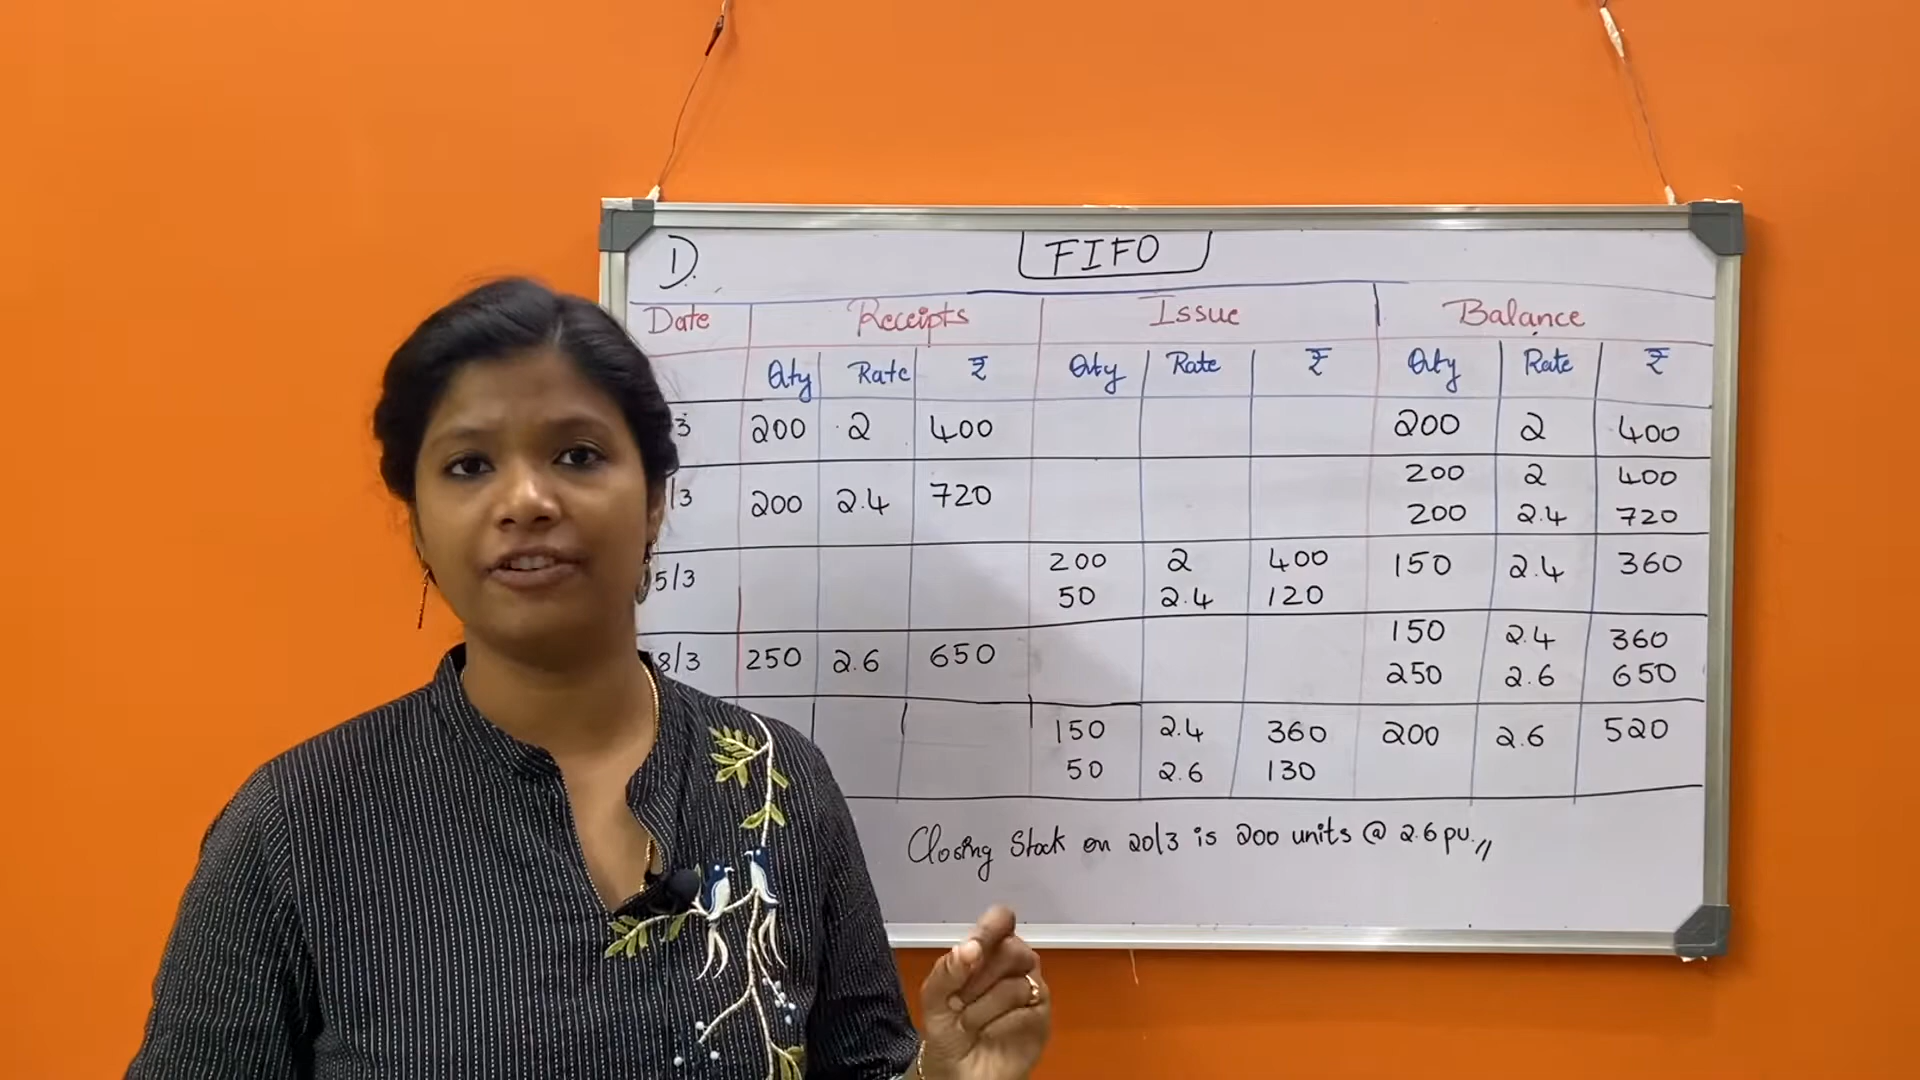 1).
FIFO
Date Receipts Issue Balance
Qty Rate ₹ Qty Rate ₹ Qty Rate ₹
3 200 2 400 200 2 400
/3 200 2.4 720 200 2 400
200 2.4 720
5/3 200 2 400 150 2.4 360
50 2.4 120
8/3 250 2.6 650 150 2.4 360
250 2.6 650
150 2.4 360 200 2.6 520
50 2.6 130
Closing Stock on 20/3 is 200 units @ 2.6 pu.//